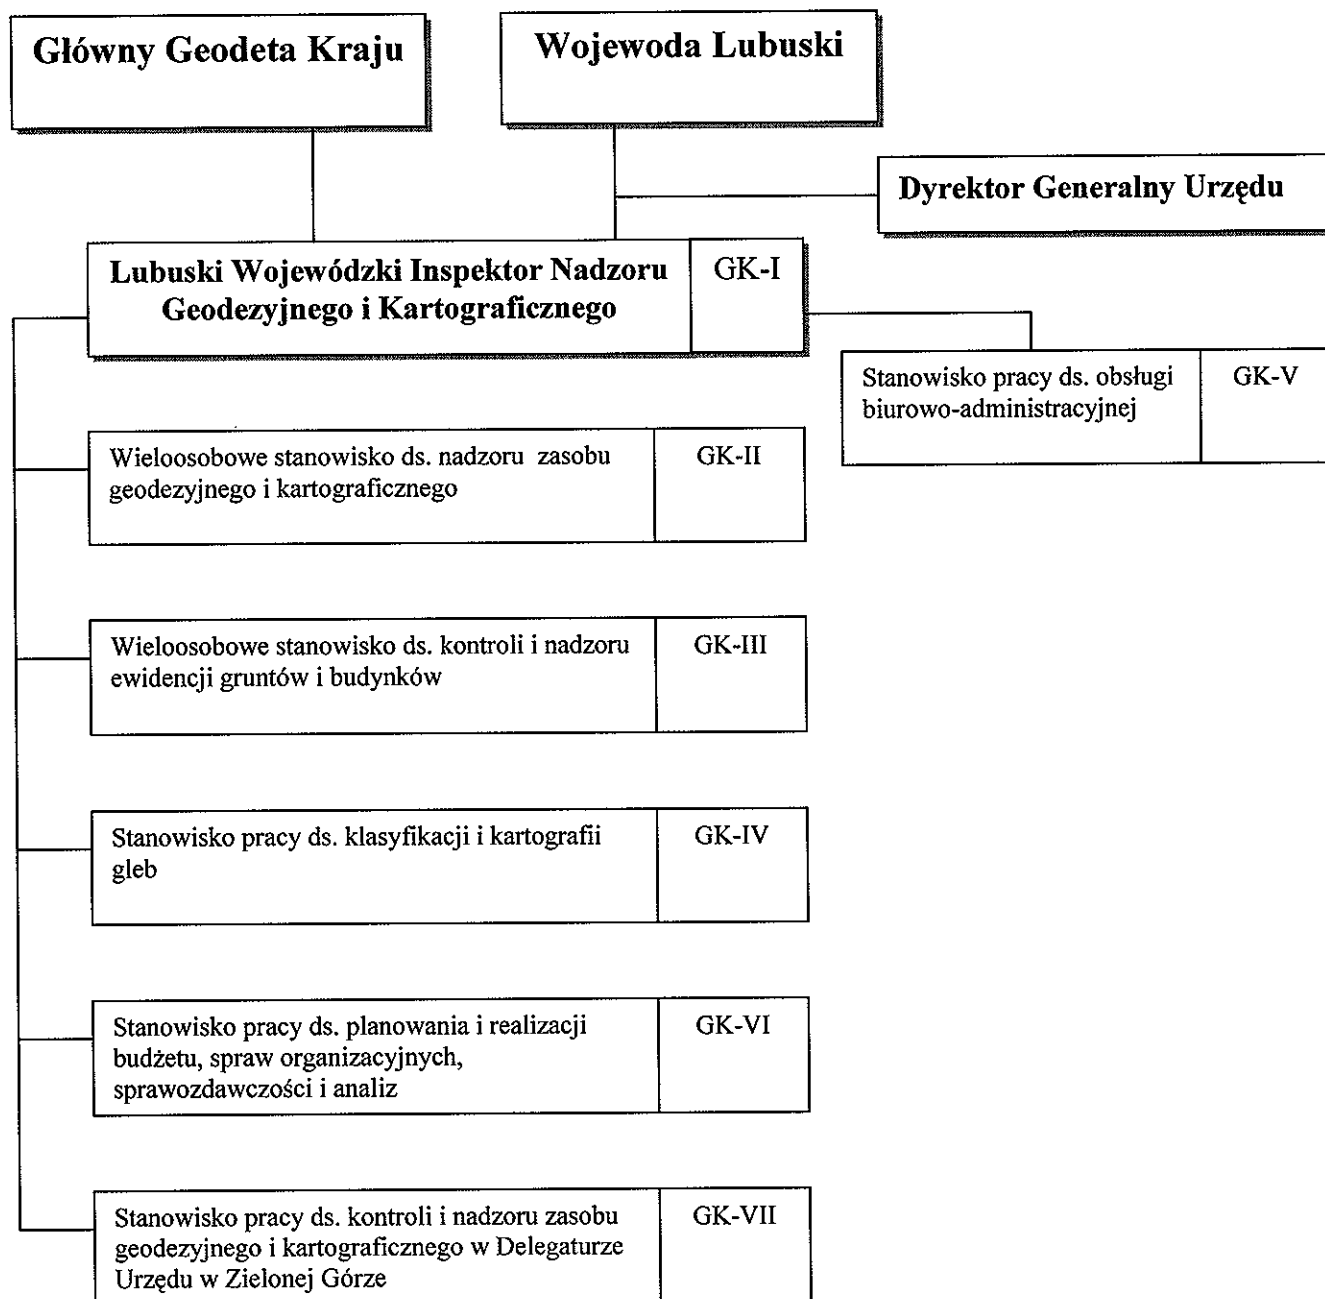 Główny Geodeta Kraju
Wojewoda Lubuski
Dyrektor Generalny Urzędu
Lubuski Wojewódzki Inspektor Nadzoru
Geodezyjnego i Kartograficznego
GK-I
Stanowisko pracy ds. obsługi
biurowo-administracyjnej
GK-V
Wieloosobowe stanowisko ds. nadzoru zasobu
geodezyjnego i kartograficznego
GK-II
Wieloosobowe stanowisko ds. kontroli i nadzoru
ewidencji gruntów i budynków
GK-III
Stanowisko pracy ds. klasyfikacji i kartografii
gleb
GK-IV
Stanowisko pracy ds. planowania i realizacji
budżetu, spraw organizacyjnych,
sprawozdawczości i analiz
GK-VI
Stanowisko pracy ds. kontroli i nadzoru zasobu
geodezyjnego i kartograficznego w Delegaturze
Urzędu w Zielonej Górze
GK-VII